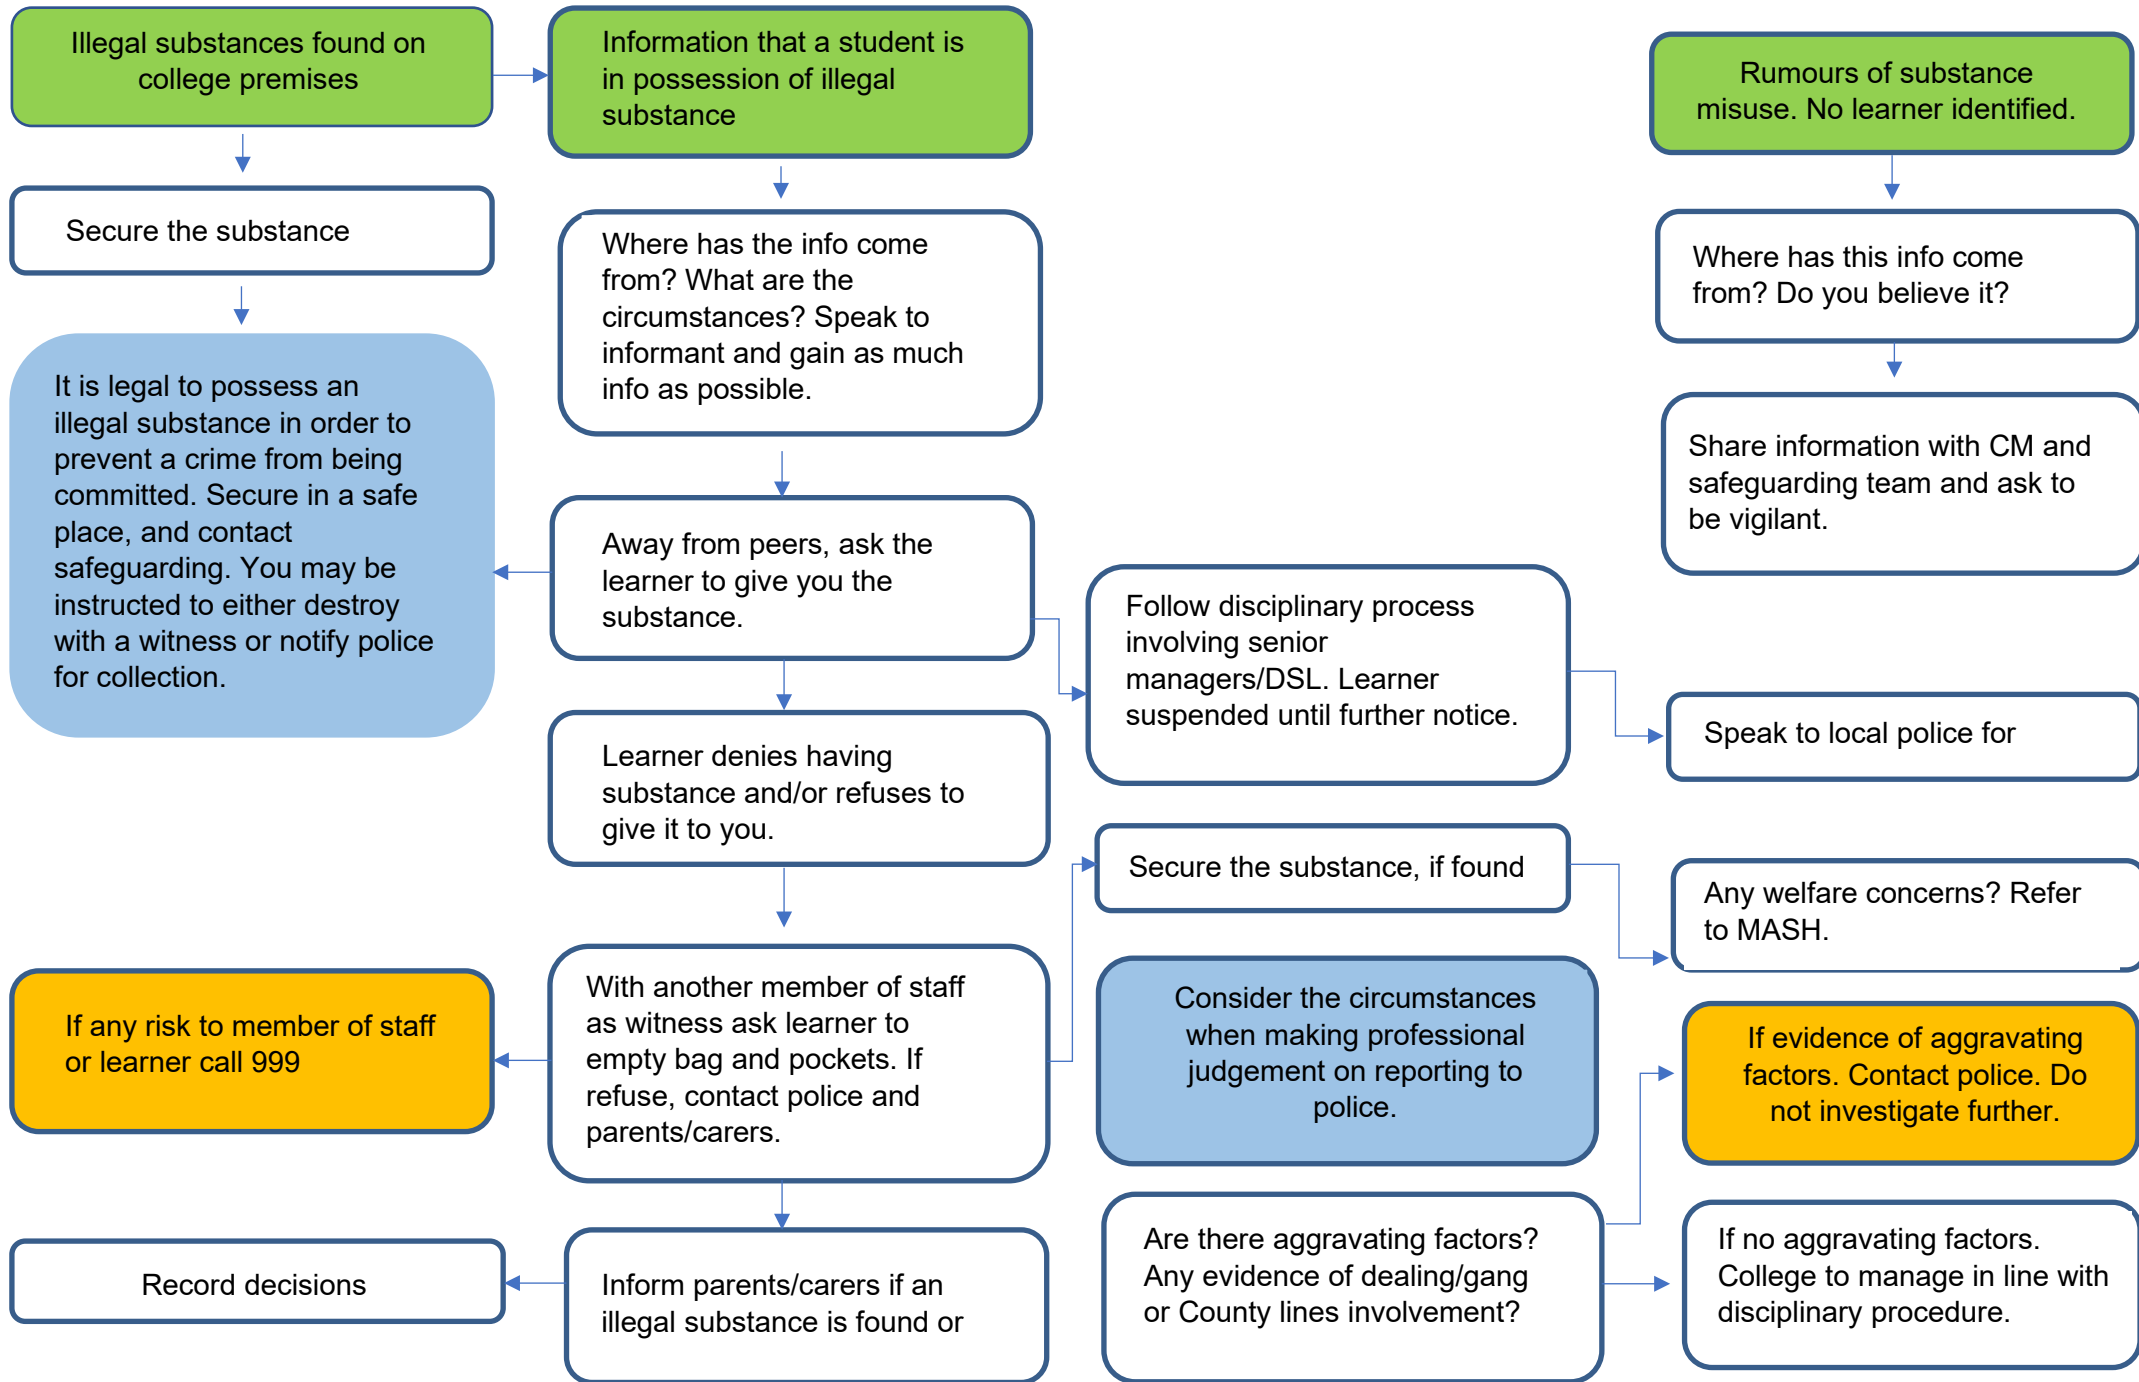 Illegal substances found on
college premises
Information that a student is
in possession of illegal
substance
Rumours of substance
misuse. No learner identified.
Secure the substance
Where has the info come
from? What are the
circumstances? Speak to
informant and gain as much
info as possible.
Where has this info come
from? Do you believe it?
It is legal to possess an
illegal substance in order to
prevent a crime from being
committed. Secure in a safe
place, and contact
safeguarding. You may be
instructed to either destroy
with a witness or notify police
for collection.
Share information with CM and
safeguarding team and ask to
be vigilant.
Away from peers, ask the
learner to give you the
substance.
Follow disciplinary process
involving senior
managers/DSL. Learner
suspended until further notice.
Speak to local police for
Learner denies having
substance and/or refuses to
give it to you.
Secure the substance, if found
Any welfare concerns? Refer
to MASH.
If any risk to member of staff
or learner call 999
With another member of staff
as witness ask learner to
empty bag and pockets. If
refuse, contact police and
parents/carers.
Consider the circumstances
when making professional
judgement on reporting to
police.
If evidence of aggravating
factors. Contact police. Do
not investigate further.
Record decisions
Inform parents/carers if an
illegal substance is found or
Are there aggravating factors?
Any evidence of dealing/gang
or County lines involvement?
If no aggravating factors.
College to manage in line with
disciplinary procedure.